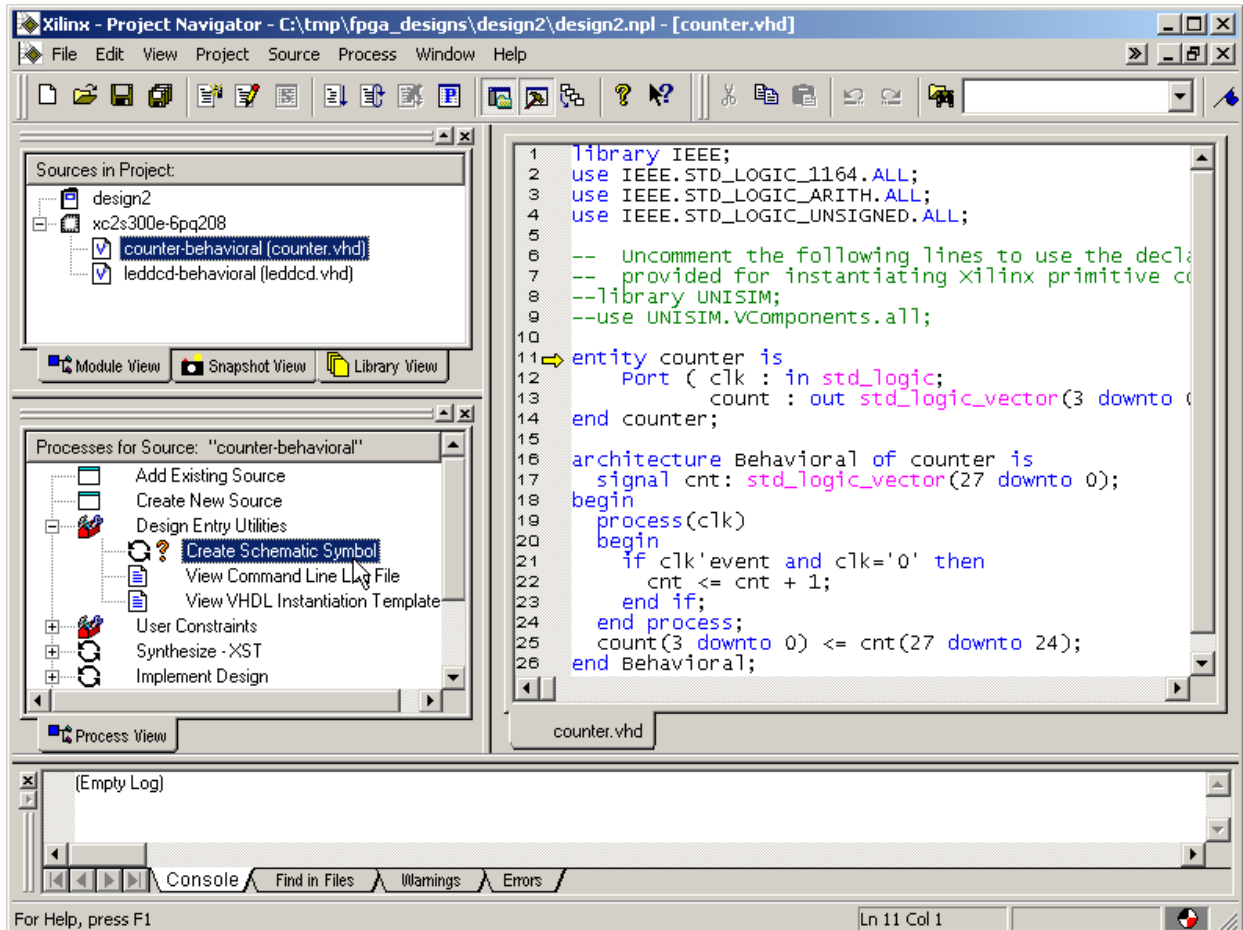 Xilinx - Project Navigator - C:\tmp\fpga_designs\design2\design2.npl - [counter.vhd]
File Edit View Project Source Process Window Help
Sources in Project:
design2
xc2s300e-6pq208
counter-behavioral (counter.vhd)
leddcd-behavioral (leddcd.vhd)
Module View Snapshot View Library View
Processes for Source: "counter-behavioral"
Add Existing Source
Create New Source
Design Entry Utilities
Create Schematic Symbol
View Command Line Log File
View VHDL Instantiation Template
User Constraints
Synthesize - XST
Implement Design
Process View
1 library IEEE;
2 use IEEE.STD_LOGIC_1164.ALL;
3 use IEEE.STD_LOGIC_ARITH.ALL;
4 use IEEE.STD_LOGIC_UNSIGNED.ALL;
5
6 -- Uncomment the following lines to use the decla
7 -- provided for instantiating Xilinx primitive co
8 --library UNISIM;
9 --use UNISIM.VComponents.all;
10
11 entity counter is
12 Port ( clk : in std_logic;
13 count : out std_logic_vector(3 downto 0
14 end counter;
15
16 architecture Behavioral of counter is
17 signal cnt: std_logic_vector(27 downto 0);
18 begin
19 process(clk)
20 begin
21 if clk'event and clk='0' then
22 cnt <= cnt + 1;
23 end if;
24 end process;
25 count(3 downto 0) <= cnt(27 downto 24);
26 end Behavioral;
counter.vhd
(Empty Log)
Console Find in Files Warnings Errors
For Help, press F1 Ln 11 Col 1